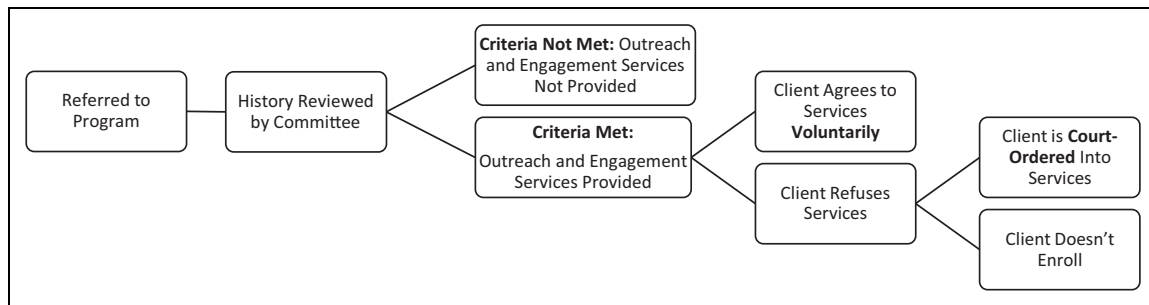 Referred to
Program
History Reviewed
by Committee
Criteria Not Met: Outreach
and Engagement Services
Not Provided
Criteria Met:
Outreach and Engagement
Services Provided
Client Agrees to
Services
Voluntarily
Client Refuses
Services
Client is Court-
Ordered Into
Services
Client Doesn’t
Enroll